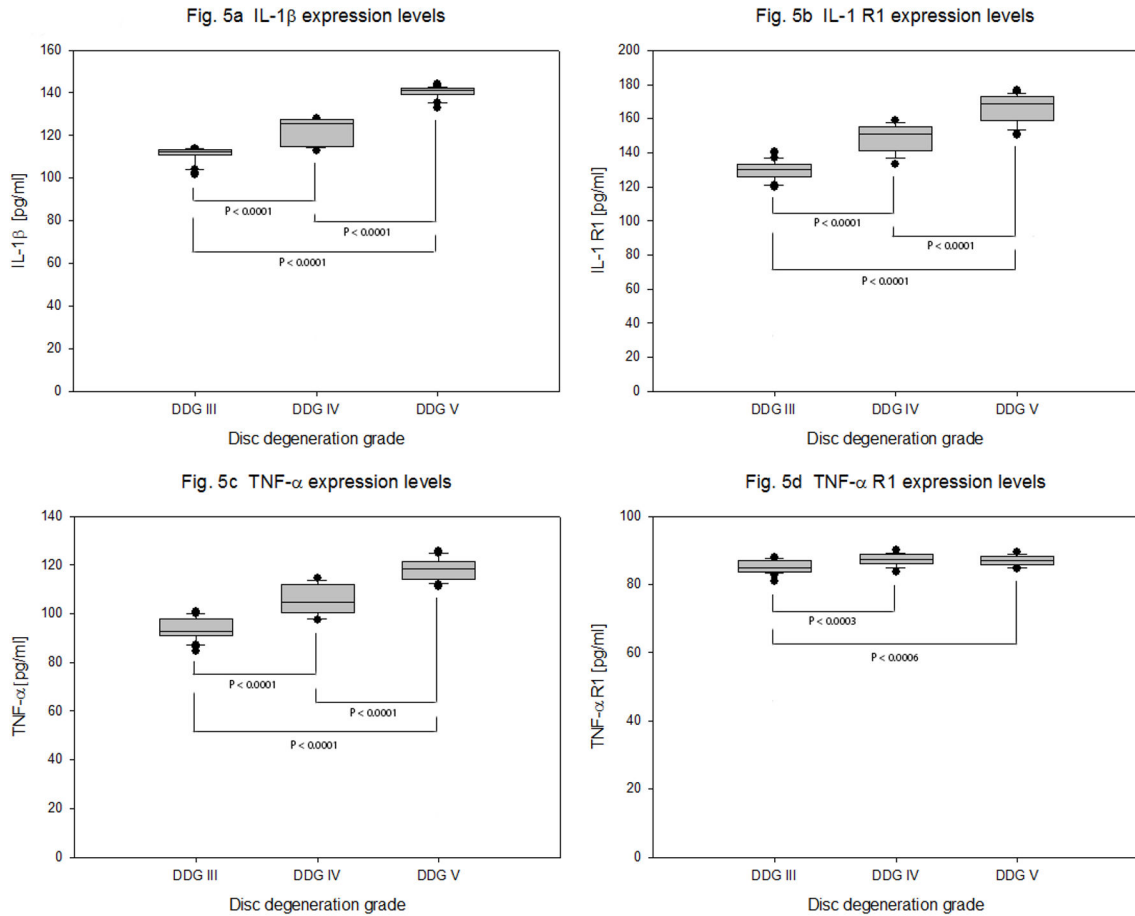 Fig. 5a IL-1β expression levels
160
140
120
100
80
60
40
20
0
IL-1β [pg/ml]
P < 0.0001
P < 0.0001
P < 0.0001
DDG III DDG IV DDG V
Disc degeneration grade
Fig. 5b IL-1 R1 expression levels
200
180
160
140
120
100
80
60
40
20
0
IL-1 R1 [pg/ml]
P < 0.0001
P < 0.0001
P < 0.0001
DDG III DDG IV DDG V
Disc degeneration grade
Fig. 5c TNF-α expression levels
140
120
100
80
60
40
20
0
TNF-α [pg/ml]
P < 0.0001
P < 0.0001
P < 0.0001
DDG III DDG IV DDG V
Disc degeneration grade
Fig. 5d TNF-α R1 expression levels
100
80
60
40
20
0
TNF-α R1 [pg/ml]
P < 0.0003
P < 0.0006
DDG III DDG IV DDG V
Disc degeneration grade